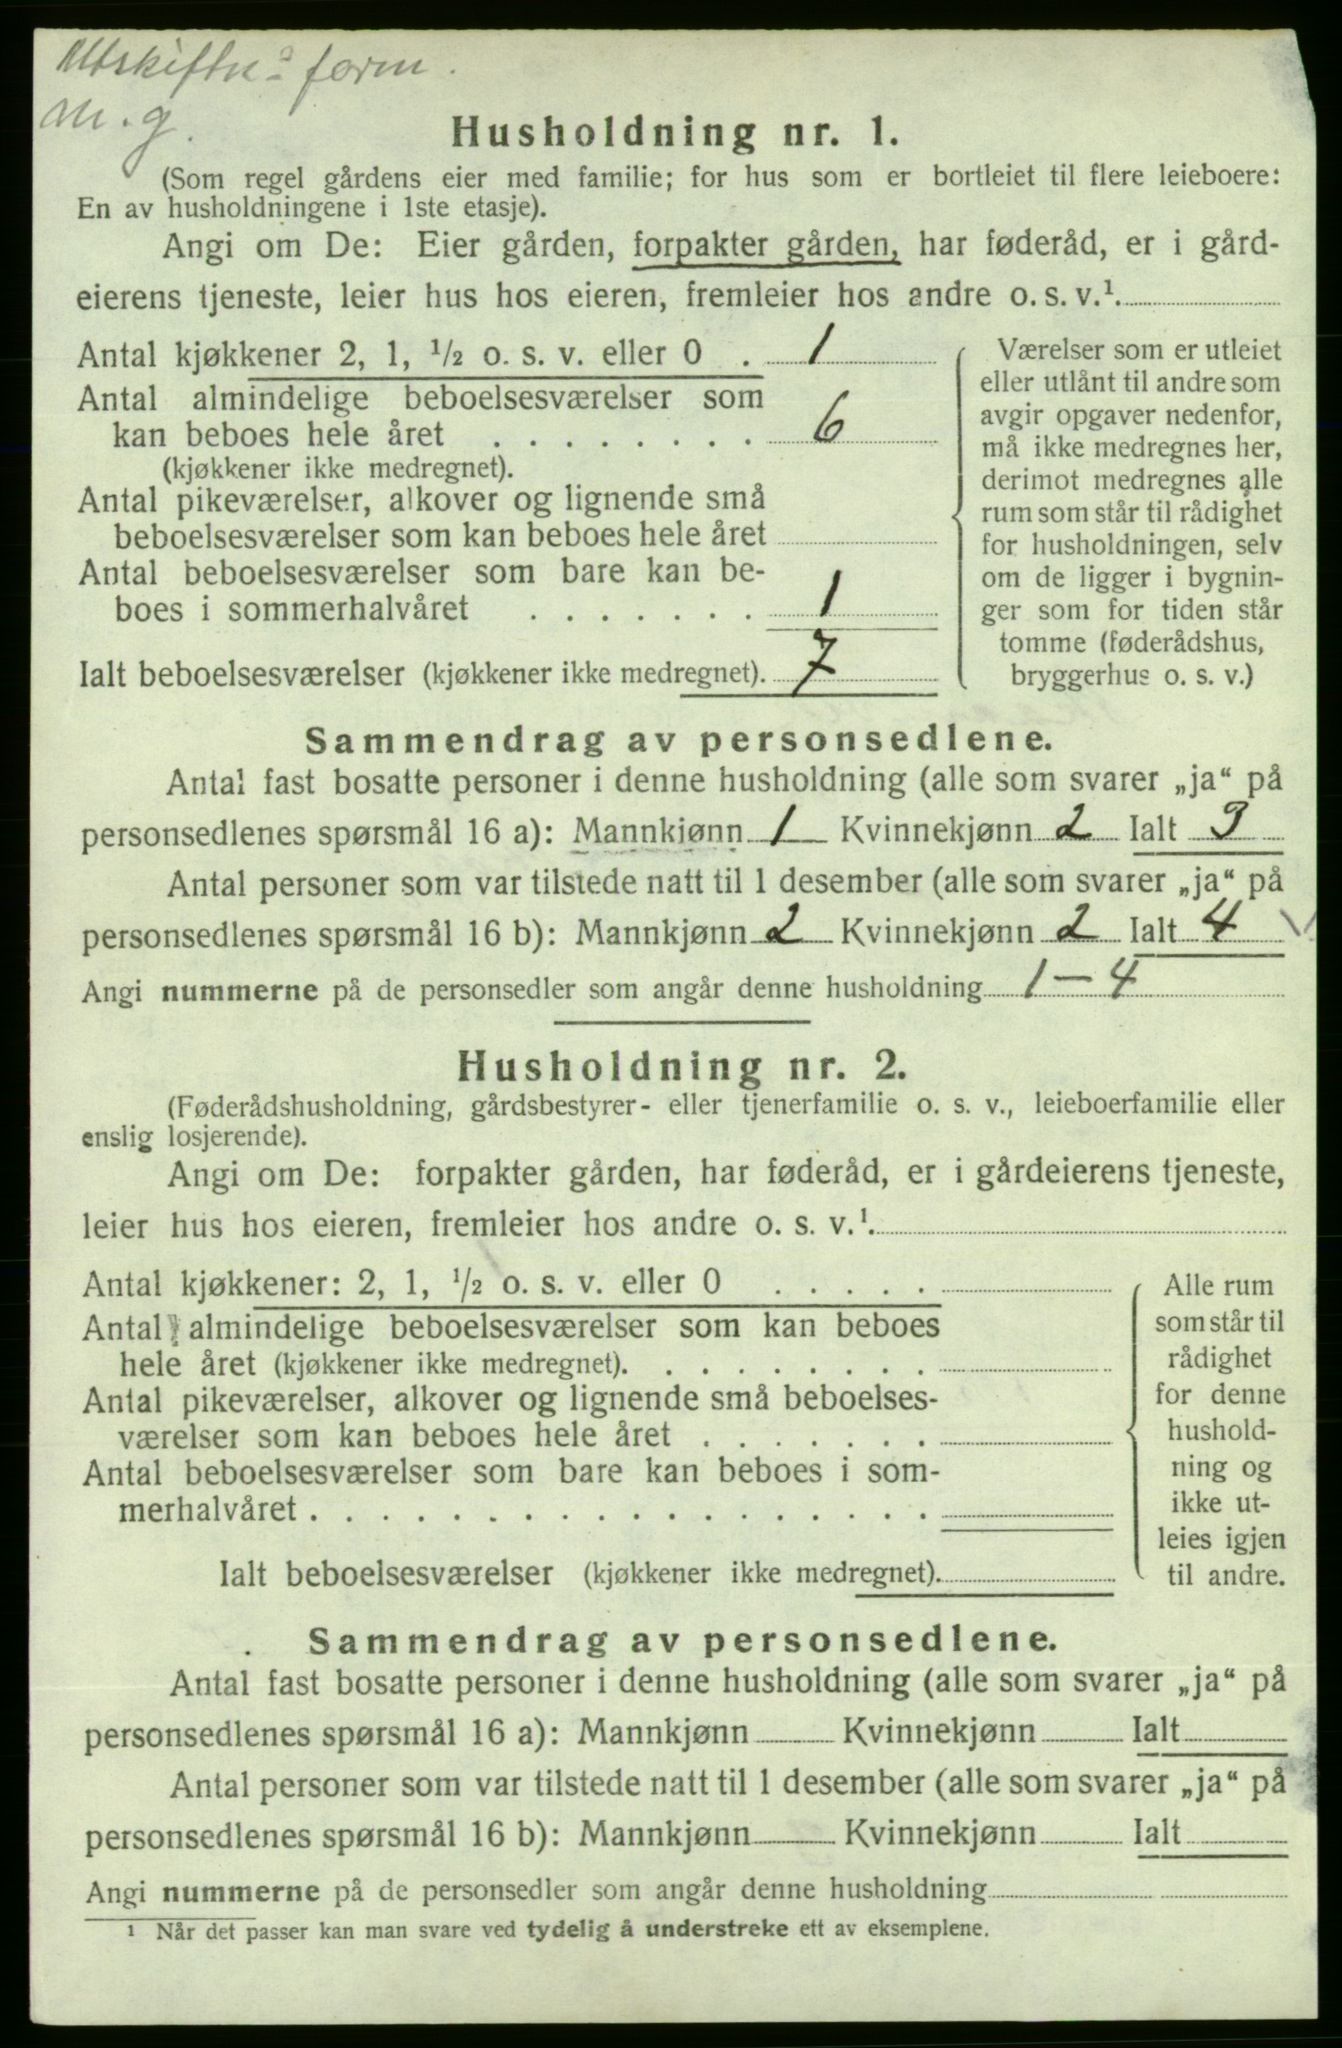 Utskiftn:s form.
m.g.
Husholdning nr. 1.
(Som regel gårdens eier med familie; for hus som er bortleiet til flere leieboere:
En av husholdningene i 1ste etasje).
Angi om De: Eier gården, forpakter gården, har føderåd, er i gård-
eierens tjeneste, leier hus hos eieren, fremleier hos andre o. s. v.¹
Antal kjøkkener 2, 1, ½ o. s. v. eller 0 . 1
Antal almindelige beboelsesværelser som
kan beboes hele året . . . . . . . . . 6
(kjøkkener ikke medregnet).
Antal pikeværelser, alkover og lignende små
beboelsesværelser som kan beboes hele året
Antal beboelsesværelser som bare kan be-
boes i sommerhalvåret . . . . . . . 1
Ialt beboelsesværelser (kjøkkener ikke medregnet). 7
Værelser som er utleiet
eller utlånt til andre som
avgir opgaver nedenfor,
må ikke medregnes her,
derimot medregnes alle
rum som står til rådighet
for husholdningen, selv
om de ligger i bygnin-
ger som for tiden står
tomme (føderådshus,
bryggerhus o. s. v.)
Sammendrag av personsedlene.
Antal fast bosatte personer i denne husholdning (alle som svarer „ja“ på
personsedlenes spørsmål 16 a): Mannkjønn 1 Kvinnekjønn 2 Ialt 3
Antal personer som var tilstede natt til 1 desember (alle som svarer „ja“ på
personsedlenes spørsmål 16 b): Mannkjønn 2 Kvinnekjønn 2 Ialt 4
Angi nummerne på de personsedler som angår denne husholdning 1 – 4
Husholdning nr. 2.
(Føderådshusholdning, gårdsbestyrer- eller tjenerfamilie o. s. v., leieboerfamilie eller
enslig losjerende).
Angi om De: forpakter gården, har føderåd, er i gårdeierens tjeneste,
leier hus hos eieren, fremleier hos andre o. s. v.¹
Antal kjøkkener: 2, 1, ½ o. s. v. eller 0 . . . . .
Antal almindelige beboelsesværelser som kan beboes
hele året (kjøkkener ikke medregnet). . . . . . . . .
Antal pikeværelser, alkover og lignende små beboelses-
værelser som kan beboes hele året . . . . . . .
Antal beboelsesværelser som bare kan beboes i som-
merhalvåret . . . . . . . . . . . . . . . . . .
Ialt beboelsesværelser (kjøkkener ikke medregnet).
Alle rum
som står til
rådighet
for denne
hushold-
ning og
ikke ut-
leies igjen
til andre.
Sammendrag av personsedlene.
Antal fast bosatte personer i denne husholdning (alle som svarer „ja“ på
personsedlenes spørsmål 16 a): Mannkjønn Kvinnekjønn Ialt
Antal personer som var tilstede natt til 1 desember (alle som svarer „ja“ på
personsedlenes spørsmål 16 b): Mannkjønn Kvinnekjønn Ialt
Angi nummerne på de personsedler som angår denne husholdning
¹ Når det passer kan man svare ved tydelig å understreke ett av eksemplene.